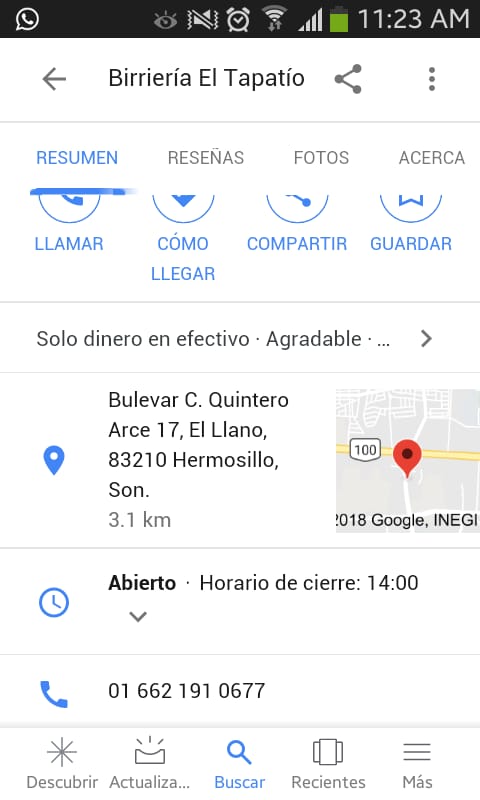 11:23 AM
Birriería El Tapatío
RESUMEN
RESEÑAS
FOTOS
ACERCA
LLAMAR
CÓMO
LLEGAR
COMPARTIR
GUARDAR
Solo dinero en efectivo · Agradable · ...
Bulevar C. Quintero
Arce 17, El Llano,
83210 Hermosillo,
Son.
3.1 km
100
2018 Google, INEGI
Abierto · Horario de cierre: 14:00
01 662 191 0677
Descubrir
Actualiza...
Buscar
Recientes
Más